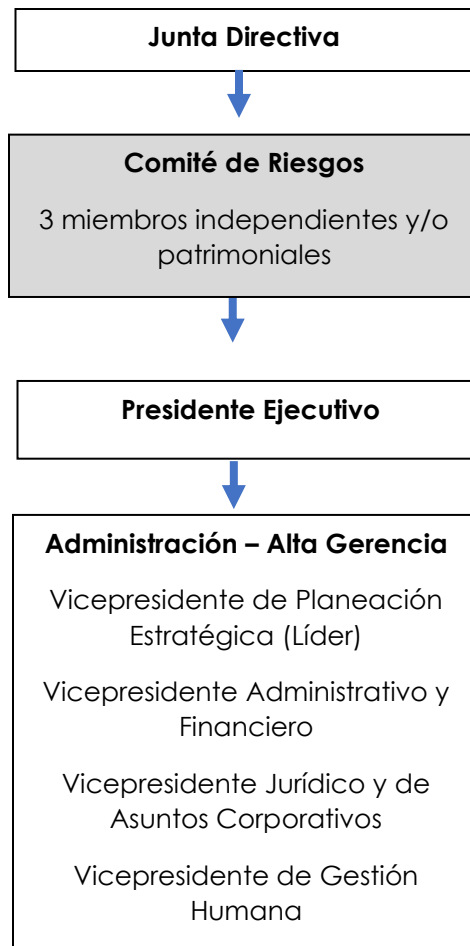 Junta Directiva
Comité de Riesgos
3 miembros independientes y/o
patrimoniales
Presidente Ejecutivo
Administración – Alta Gerencia
Vicepresidente de Planeación
Estratégica (Líder)
Vicepresidente Administrativo y
Financiero
Vicepresidente Jurídico y de
Asuntos Corporativos
Vicepresidente de Gestión
Humana